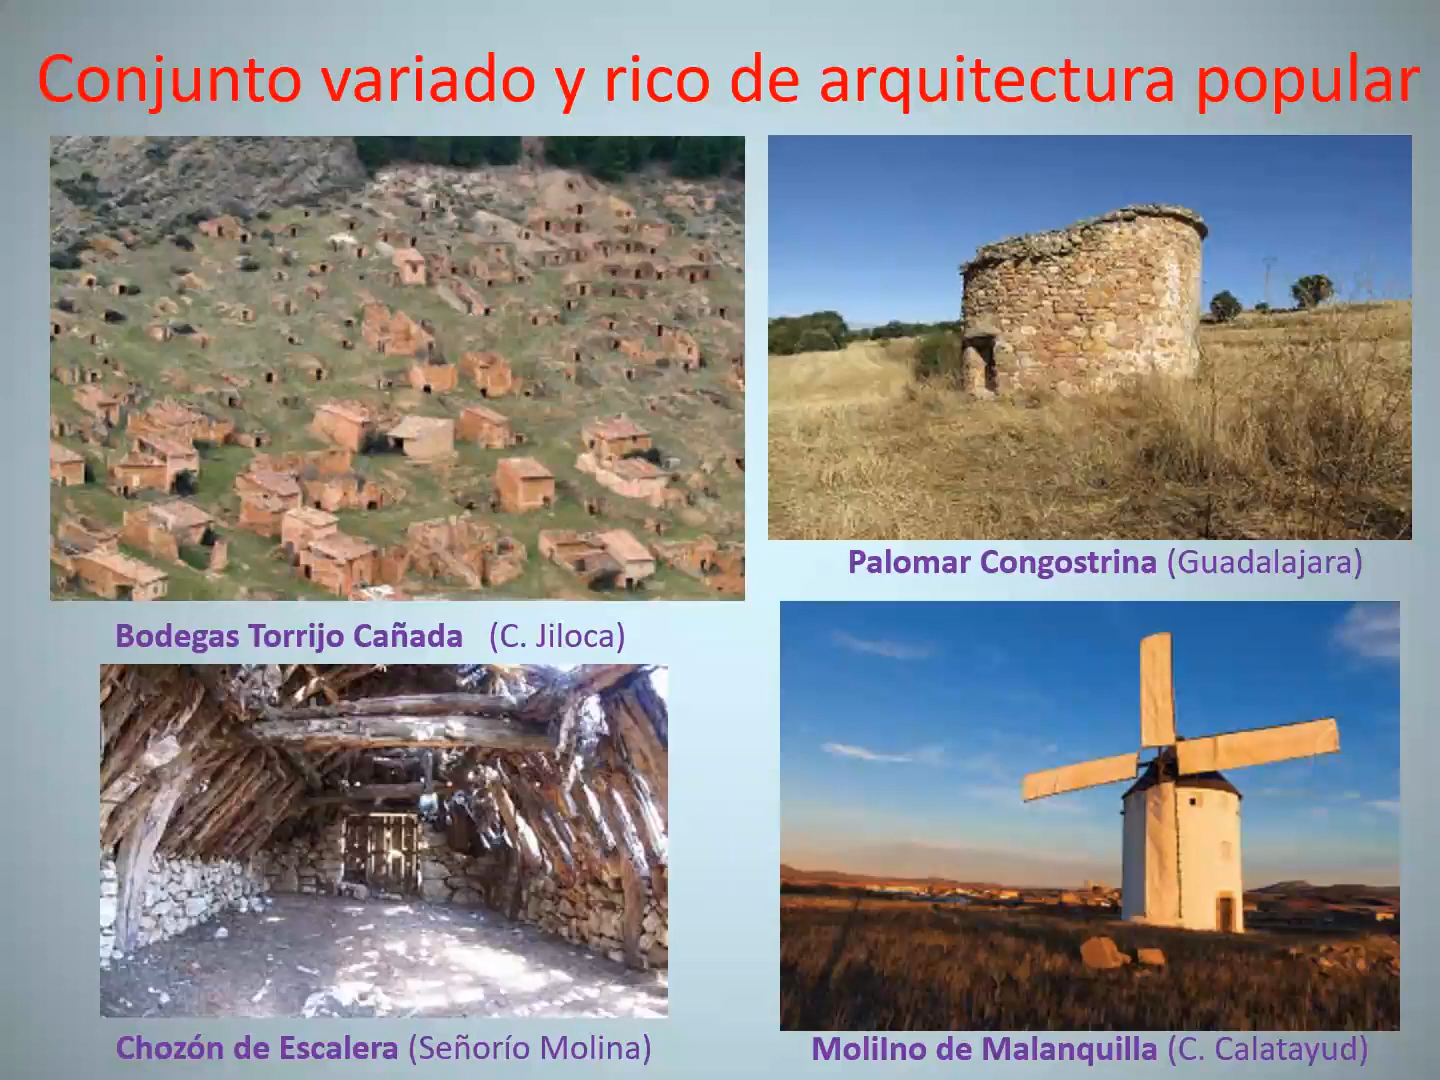 Conjunto variado y rico de arquitectura popular
Palomar Congostrina (Guadalajara)
Bodegas Torrijo Cañada (C. Jiloca)
Chozón de Escalera (Señorío Molina)
MoliIno de Malanquilla (C. Calatayud)